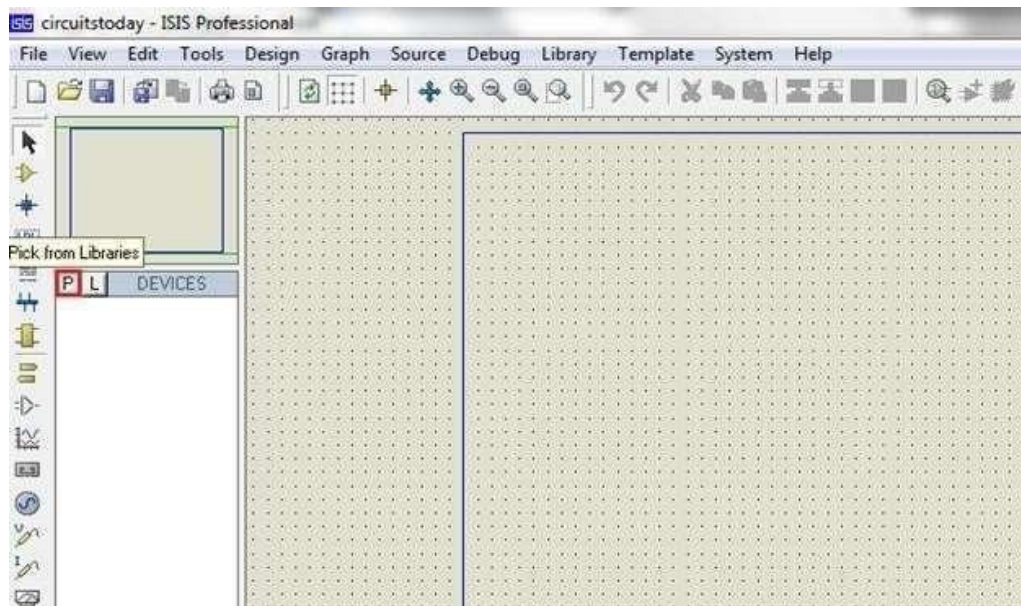 ISIS circuitstoday - ISIS Professional
File View Edit Tools Design Graph Source Debug Library Template System Help
Pick from Libraries
P L DEVICES